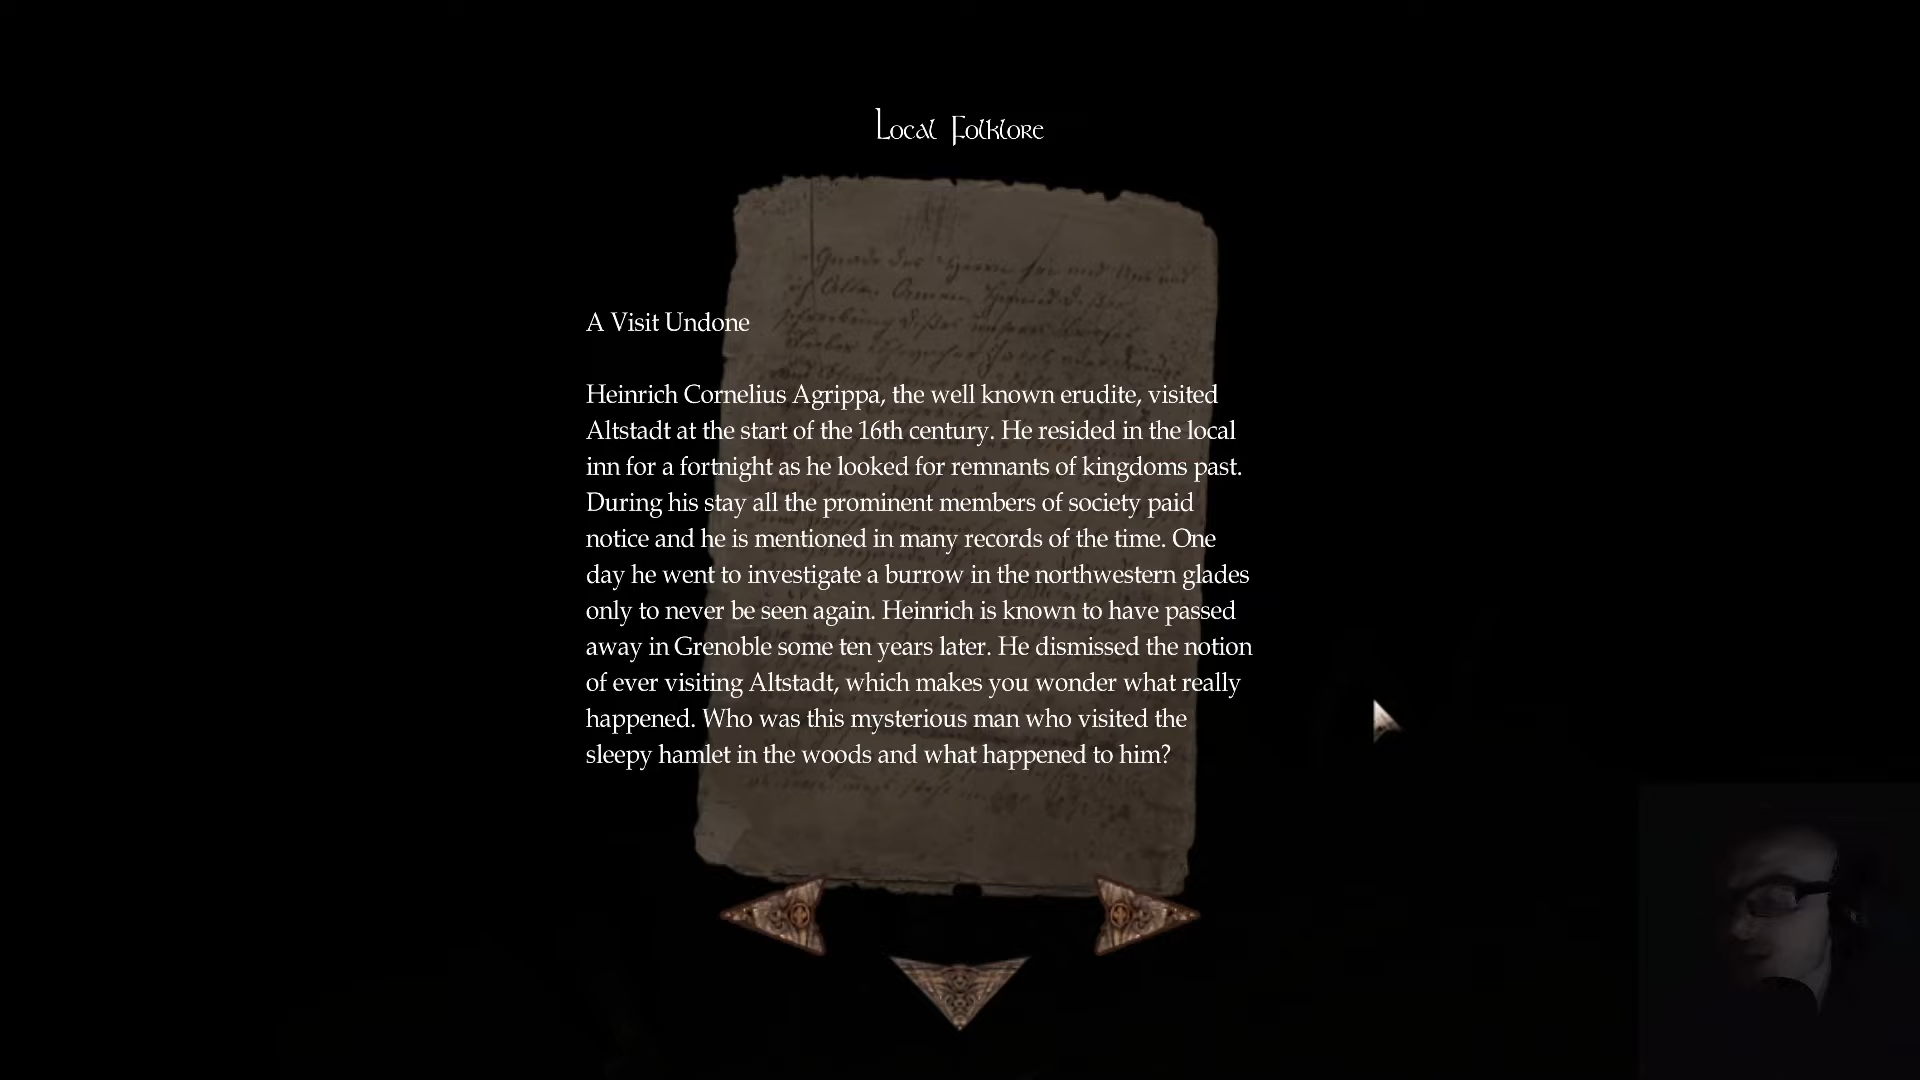 Local Folklore
A Visit Undone
Heinrich Cornelius Agrippa, the well known erudite, visited
Altstadt at the start of the 16th century. He resided in the local
inn for a fortnight as he looked for remnants of kingdoms past.
During his stay all the prominent members of society paid
notice and he is mentioned in many records of the time. One
day he went to investigate a burrow in the northwestern glades
only to never be seen again. Heinrich is known to have passed
away in Grenoble some ten years later. He dismissed the notion
of ever visiting Altstadt, which makes you wonder what really
happened. Who was this mysterious man who visited the
sleepy hamlet in the woods and what happened to him?